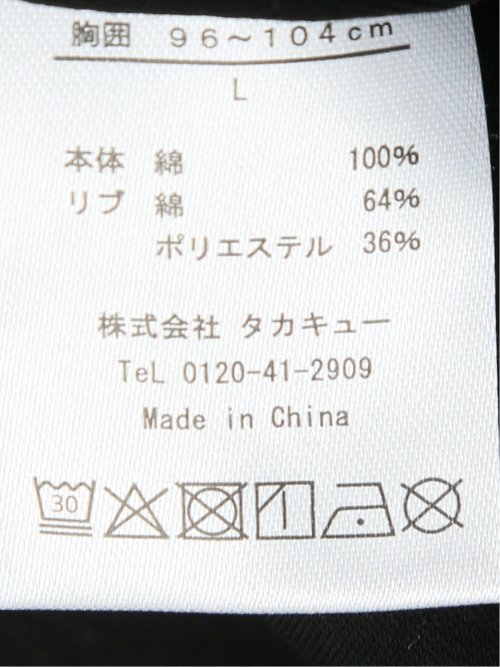 胸囲 96～104cm
L
本体 綿 100%
リブ 綿 64%
ポリエステル 36%
株式会社 タカキュー
TeL 0120-41-2909
Made in China
30